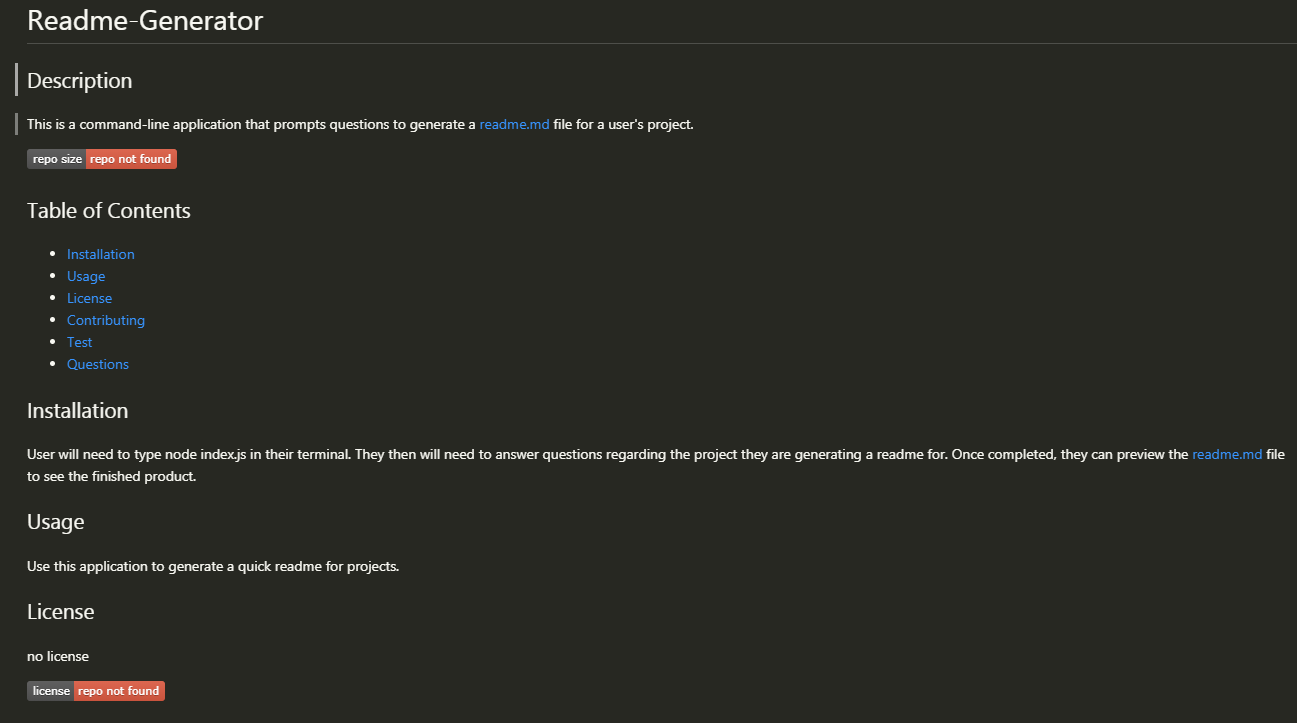 Readme-Generator
Description
This is a command-line application that prompts questions to generate a readme.md file for a user's project.
repo size repo not found
Table of Contents
Installation
Usage
License
Contributing
Test
Questions
Installation
User will need to type node index.js in their terminal. They then will need to answer questions regarding the project they are generating a readme for. Once completed, they can preview the readme.md file
to see the finished product.
Usage
Use this application to generate a quick readme for projects.
License
no license
license repo not found